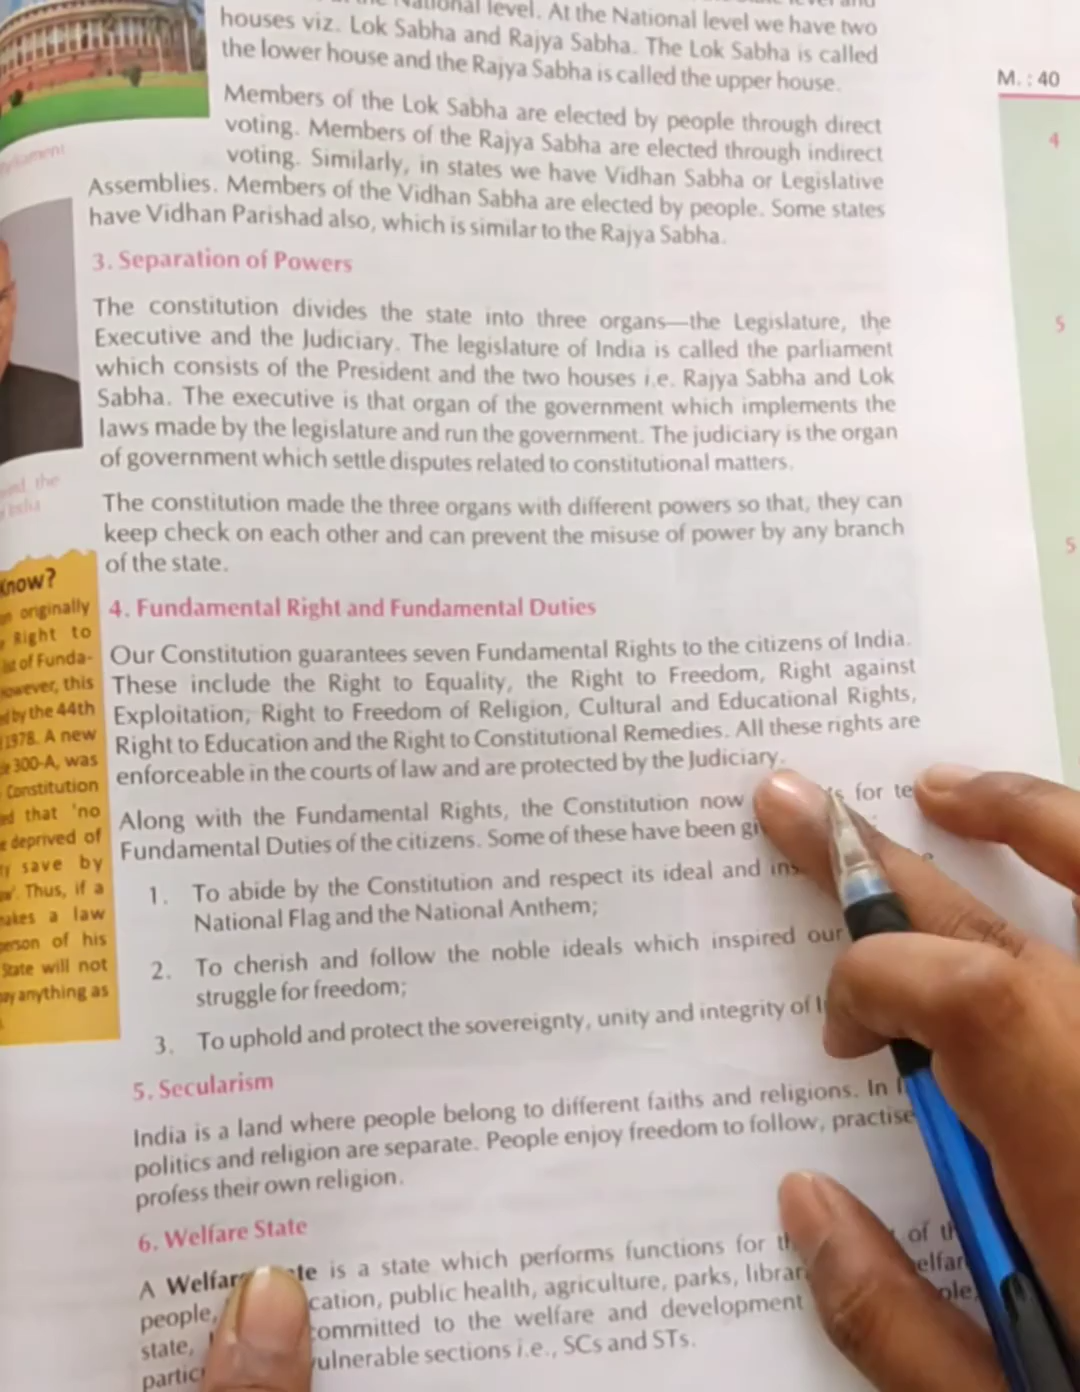 National level. At the National level we have two
houses viz. Lok Sabha and Rajya Sabha. The Lok Sabha is called
the lower house and the Rajya Sabha is called the upper house.
Members of the Lok Sabha are elected by people through direct
voting. Members of the Rajya Sabha are elected through indirect
voting. Similarly, in states we have Vidhan Sabha or Legislative
Assemblies. Members of the Vidhan Sabha are elected by people. Some states
have Vidhan Parishad also, which is similar to the Rajya Sabha.
3. Separation of Powers
The constitution divides the state into three organs—the Legislature, the
Executive and the Judiciary. The legislature of India is called the parliament
which consists of the President and the two houses i.e. Rajya Sabha and Lok
Sabha. The executive is that organ of the government which implements the
laws made by the legislature and run the government. The judiciary is the organ
of government which settle disputes related to constitutional matters.
The constitution made the three organs with different powers so that, they can
keep check on each other and can prevent the misuse of power by any branch
of the state.
4. Fundamental Right and Fundamental Duties
Our Constitution guarantees seven Fundamental Rights to the citizens of India.
These include the Right to Equality, the Right to Freedom, Right against
Exploitation, Right to Freedom of Religion, Cultural and Educational Rights,
Right to Education and the Right to Constitutional Remedies. All these rights are
enforceable in the courts of law and are protected by the Judiciary.
Along with the Fundamental Rights, the Constitution now for
Fundamental Duties of the citizens. Some of these have been
1. To abide by the Constitution and respect its ideal and
National Flag and the National Anthem;
2. To cherish and follow the noble ideals which inspired our
struggle for freedom;
3. To uphold and protect the sovereignty, unity and integrity of
5. Secularism
India is a land where people belong to different faiths and religions. In
politics and religion are separate. People enjoy freedom to follow, practise
profess their own religion.
6. Welfare State
A is a state which performs functions for of
people, public health, agriculture, parks,
state, committed to the welfare and development
sections i.e., SCs and STs.
Parliament
the
India
Know?
originally
Right to
of Funda-
this
by the 44th
1978. A new
300-A, was
Constitution
that 'no
deprived of
save by
Thus, if a
a law
of his
State will not
anything as
M. : 40
4
5
5